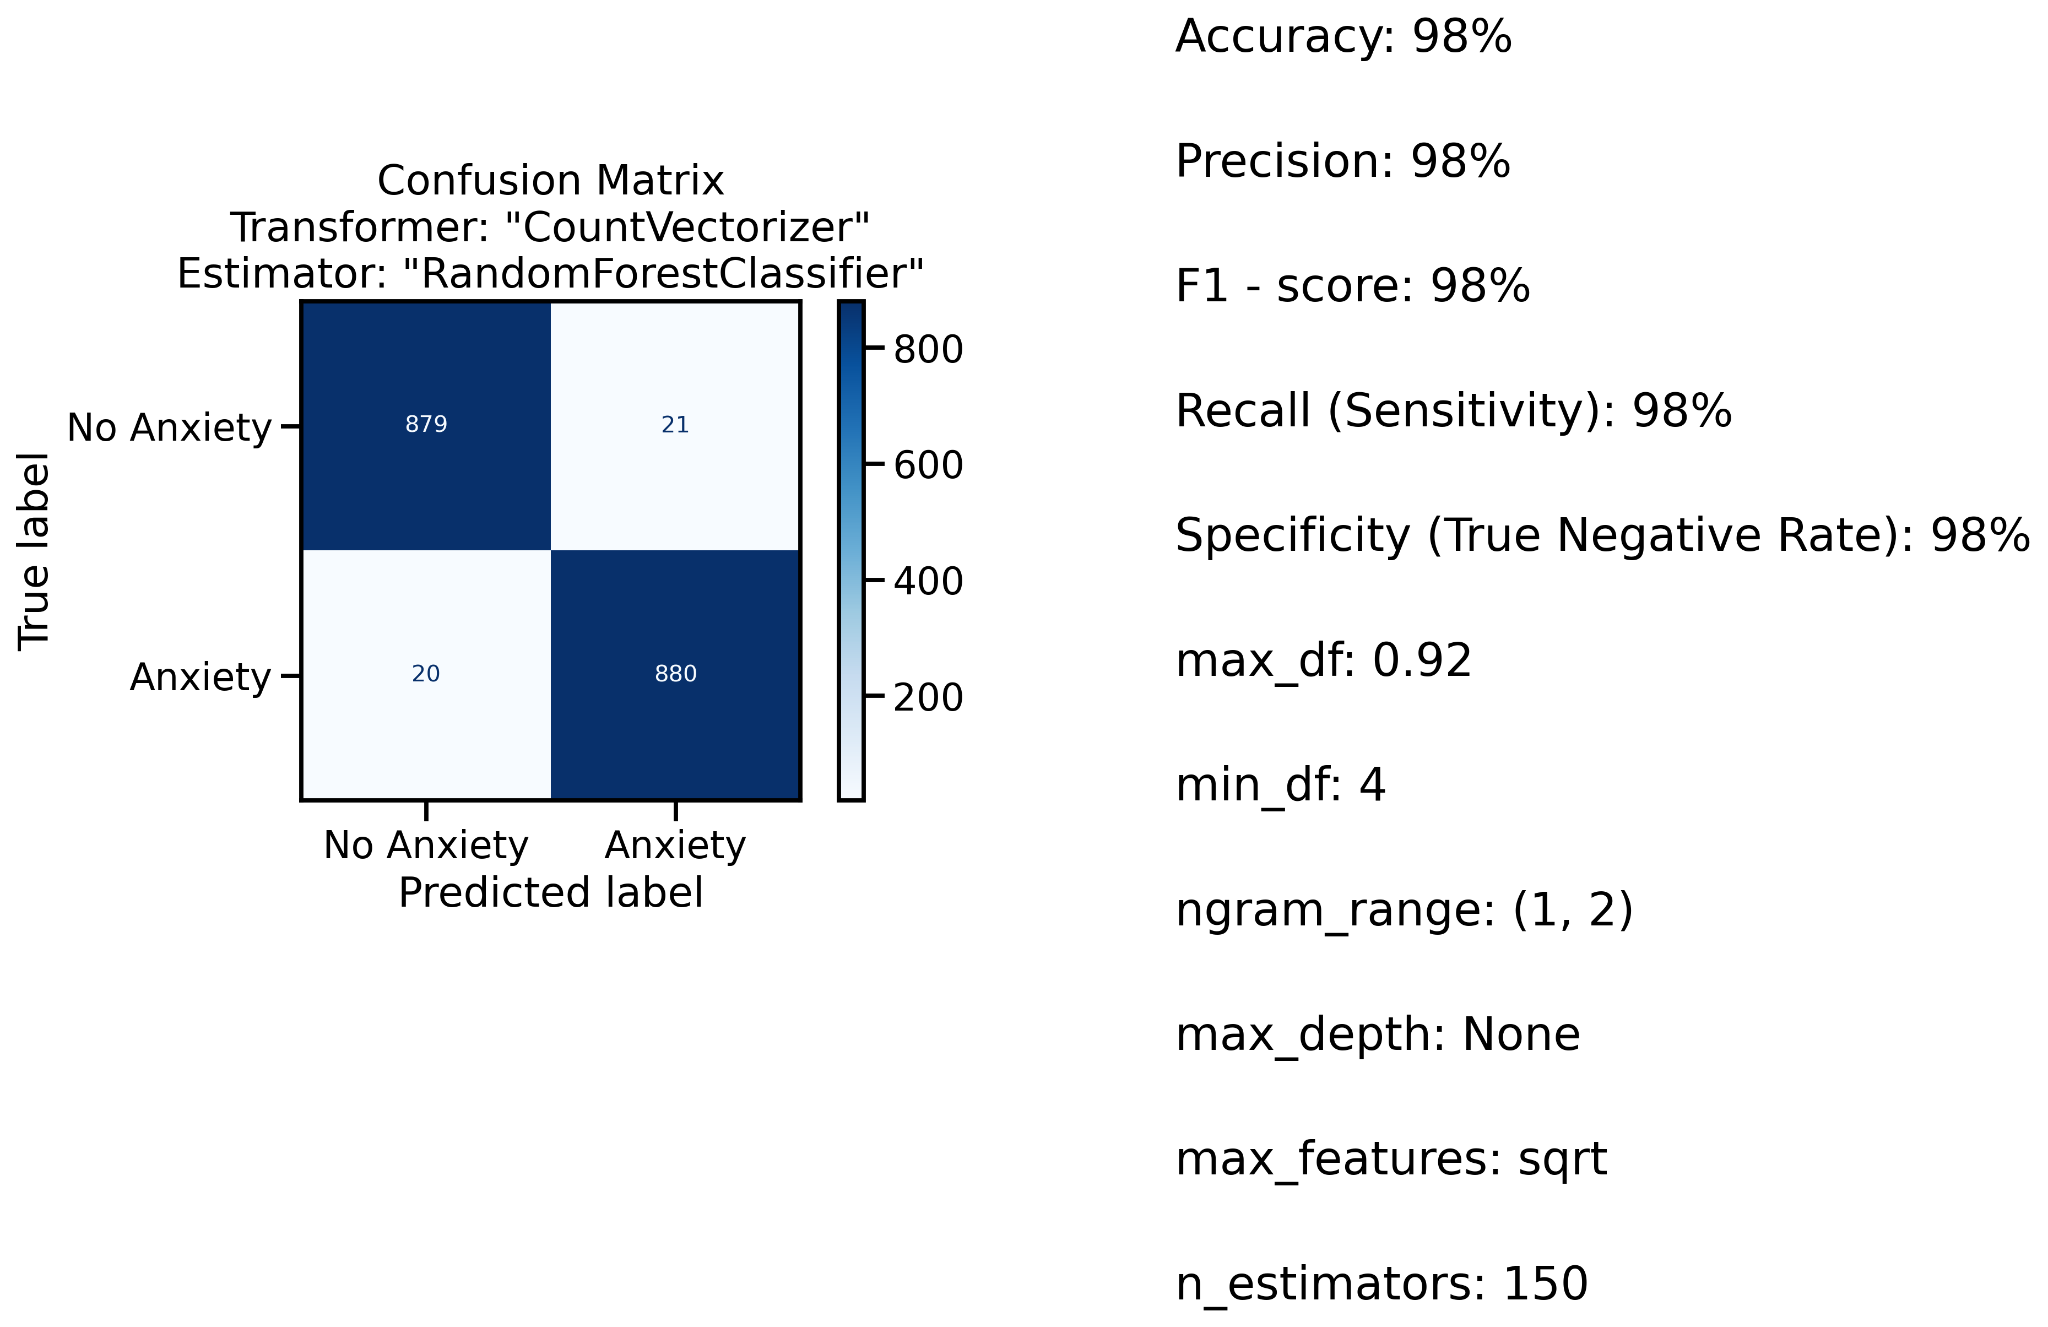 Confusion Matrix
Transformer: "CountVectorizer"
Estimator: "RandomForestClassifier"
True label
No Anxiety
Anxiety
879
21
20
880
No Anxiety
Anxiety
Predicted label
800
600
400
200
Accuracy: 98%
Precision: 98%
F1 - score: 98%
Recall (Sensitivity): 98%
Specificity (True Negative Rate): 98%
max_df: 0.92
min_df: 4
ngram_range: (1, 2)
max_depth: None
max_features: sqrt
n_estimators: 150